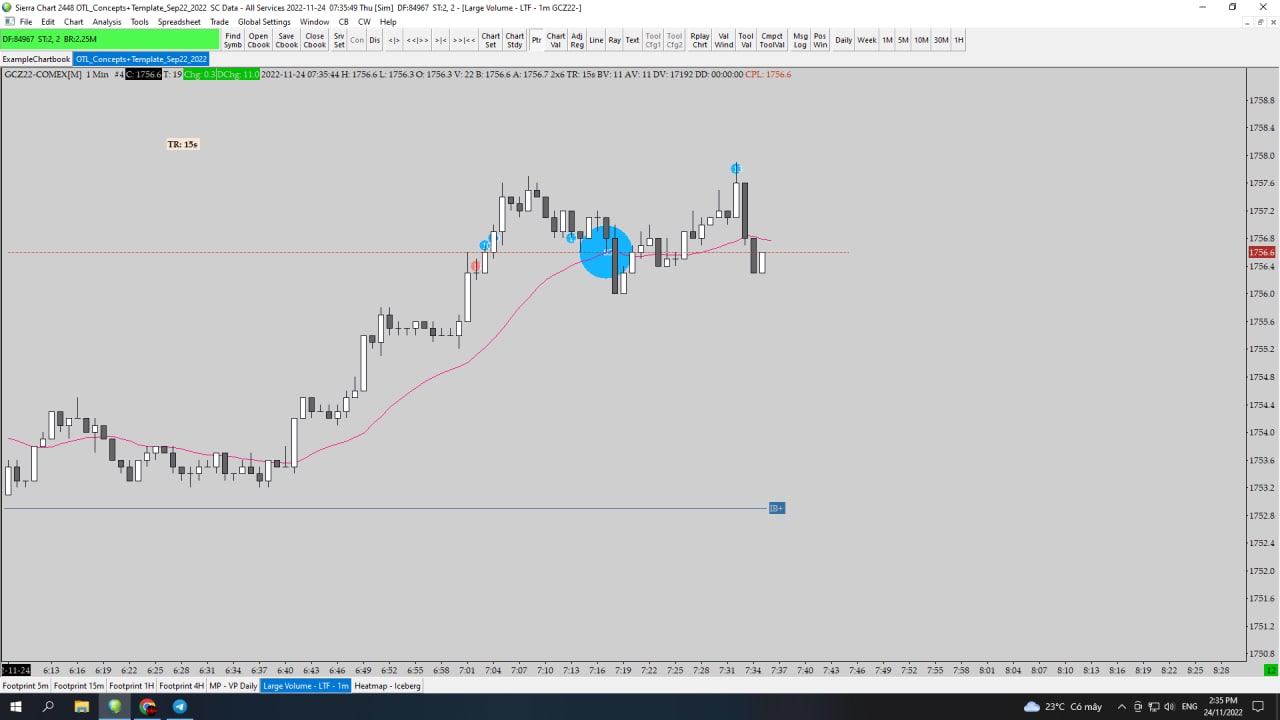 Sierra Chart 2448 OTL_Concepts+Template_Sep22_2022 SC Data - All Services 2022-11-24 07:35:49 Thu [Sim] DF:84967 ST:2, 2 - [Large Volume - LTF - 1m GCZ22-]
File Edit Chart Analysis Tools Spreadsheet Trade Global Settings Window CB CW Help
DF:84967 ST:2, 2 BR:2.25M
Find Symb Open Cbook Save Cbook Close Cbook Srv Set Con Dis <|> <<|>> >|< >>|<< Chart Set Chart Stdy Ptr Chart Val Adj Reg Line Ray Text Tool Cfg1 Tool Cfg2 Rplay Chrt Val Wind Tool Val Cmpct ToolVal Msg Log Pos Win Daily Week 1M 5M 10M 30M 1H
ExampleChartbook OTL_Concepts+Template_Sep22_2022
GCZ22-COMEX[M] 1 Min #4 C: 1756.6 T: 19 Chg: 0.3 DChg: 11.0 2022-11-24 07:35:44 H: 1756.6 L: 1756.3 O: 1756.3 V: 22 B: 1756.6 A: 1756.7 2x6 TR: 15s BV: 11 AV: 11 DV: 17192 DD: 00:00:00 CPL: 1756.6
1758.8
1758.4
TR: 15s
1758.0
1757.6
1757.2
1756.8
1756.6
1756.4
1756.0
1755.6
1755.2
1754.8
1754.4
1754.0
1753.6
1753.2
IB+
1752.8
1752.4
1752.0
1751.6
1751.2
1750.8
-11-24 6:13 6:16 6:19 6:22 6:25 6:28 6:31 6:34 6:37 6:40 6:43 6:46 6:49 6:52 6:55 6:58 7:01 7:04 7:07 7:10 7:13 7:16 7:19 7:22 7:25 7:28 7:31 7:34 7:37 7:40 7:43 7:46 7:49 7:52 7:55 7:58 8:01 8:04 8:07 8:10 8:13 8:16 8:19 8:22 8:25 8:28 12
Footprint 5m Footprint 15m Footprint 1H Footprint 4H MP - VP Daily Large Volume - LTF - 1m Heatmap - Iceberg
23°C Có mây ENG 2:35 PM
24/11/2022